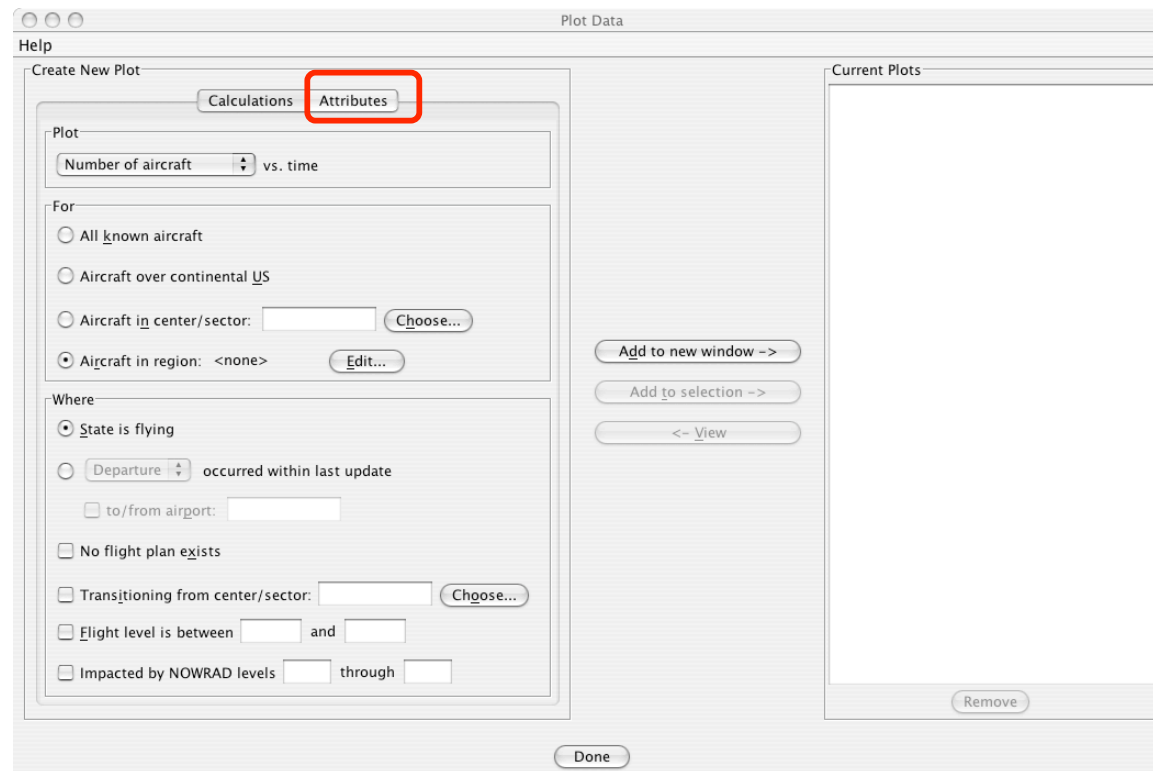 Plot Data
Help
Create New Plot
Calculations Attributes
Plot
Number of aircraft vs. time
For
All known aircraft
Aircraft over continental US
Aircraft in center/sector: Choose...
Aircraft in region: <none> Edit...
Where
State is flying
Departure occurred within last update
to/from airport:
No flight plan exists
Transitioning from center/sector: Choose...
Flight level is between and
Impacted by NOWRAD levels through
Add to new window ->
Add to selection ->
<- View
Current Plots
Remove
Done